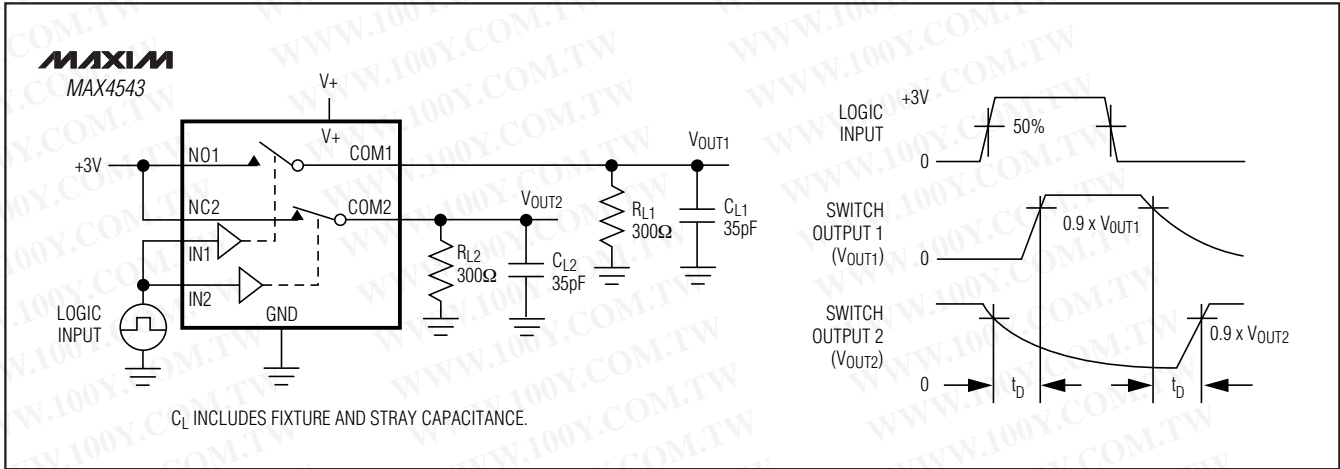 MAXIM
MAX4543
V+
V+
+3V
NO1
COM1
VOUT1
NC2
COM2
VOUT2
IN1
IN2
RL1
300Ω
CL1
35pF
RL2
300Ω
CL2
35pF
LOGIC
INPUT
GND
CL INCLUDES FIXTURE AND STRAY CAPACITANCE.
LOGIC
INPUT
+3V
50%
0
SWITCH
OUTPUT 1
(VOUT1)
0.9 x VOUT1
0
SWITCH
OUTPUT 2
(VOUT2)
0.9 x VOUT2
0
tD
tD
WWW.100Y.COM.TW